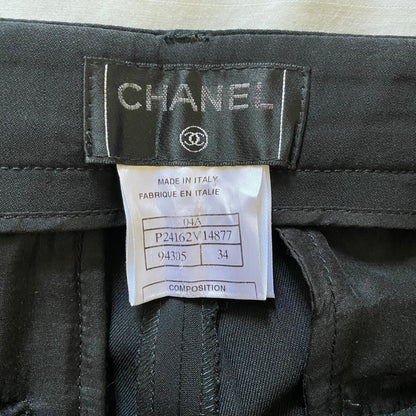 CHANEL
MADE IN ITALY
FABRIQUE EN ITALIE
04A
P24162V14877
94305 34
COMPOSITION